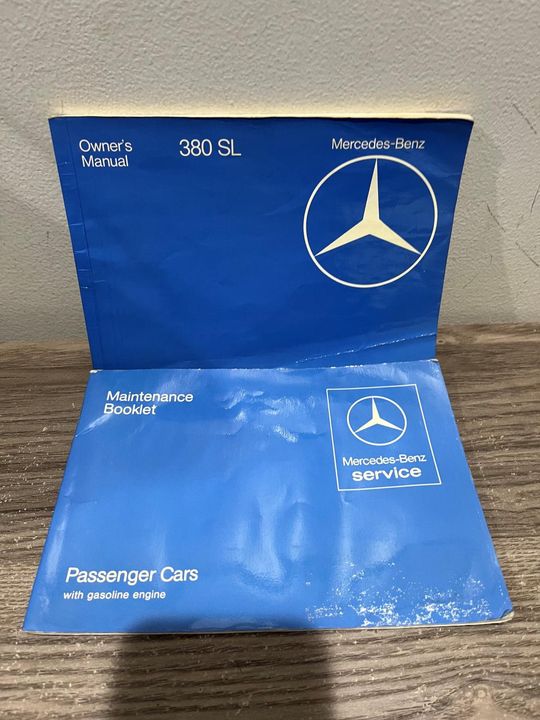 Owner's
Manual
380 SL
Mercedes-Benz
Maintenance
Booklet
Mercedes-Benz
service
Passenger Cars
with gasoline engine